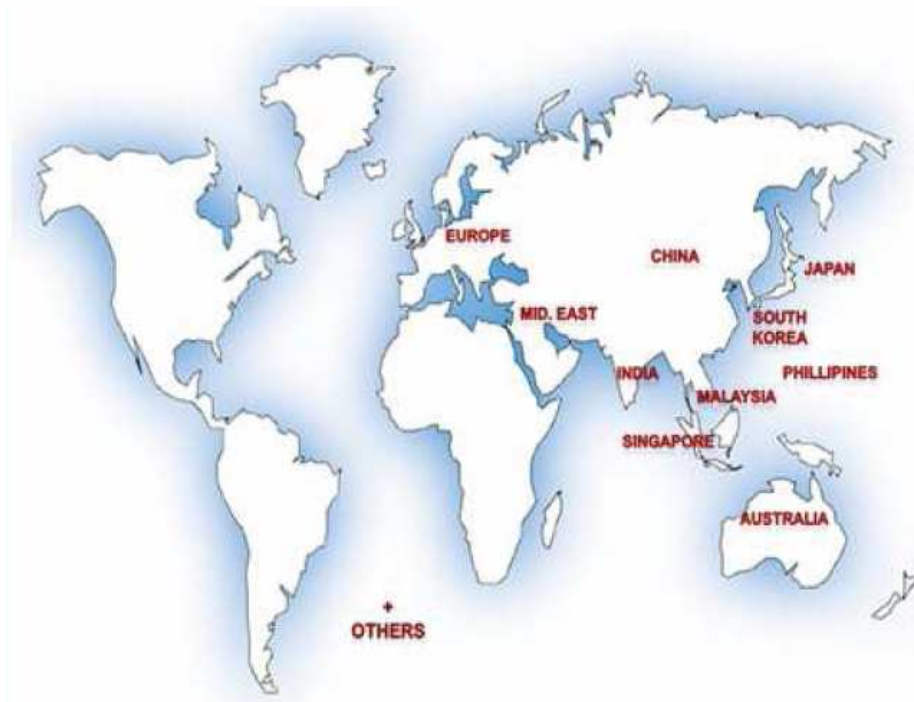 EUROPE
CHINA
JAPAN
MID. EAST
SOUTH
KOREA
INDIA
PHILLIPINES
MALAYSIA
SINGAPORE
AUSTRALIA
+
OTHERS